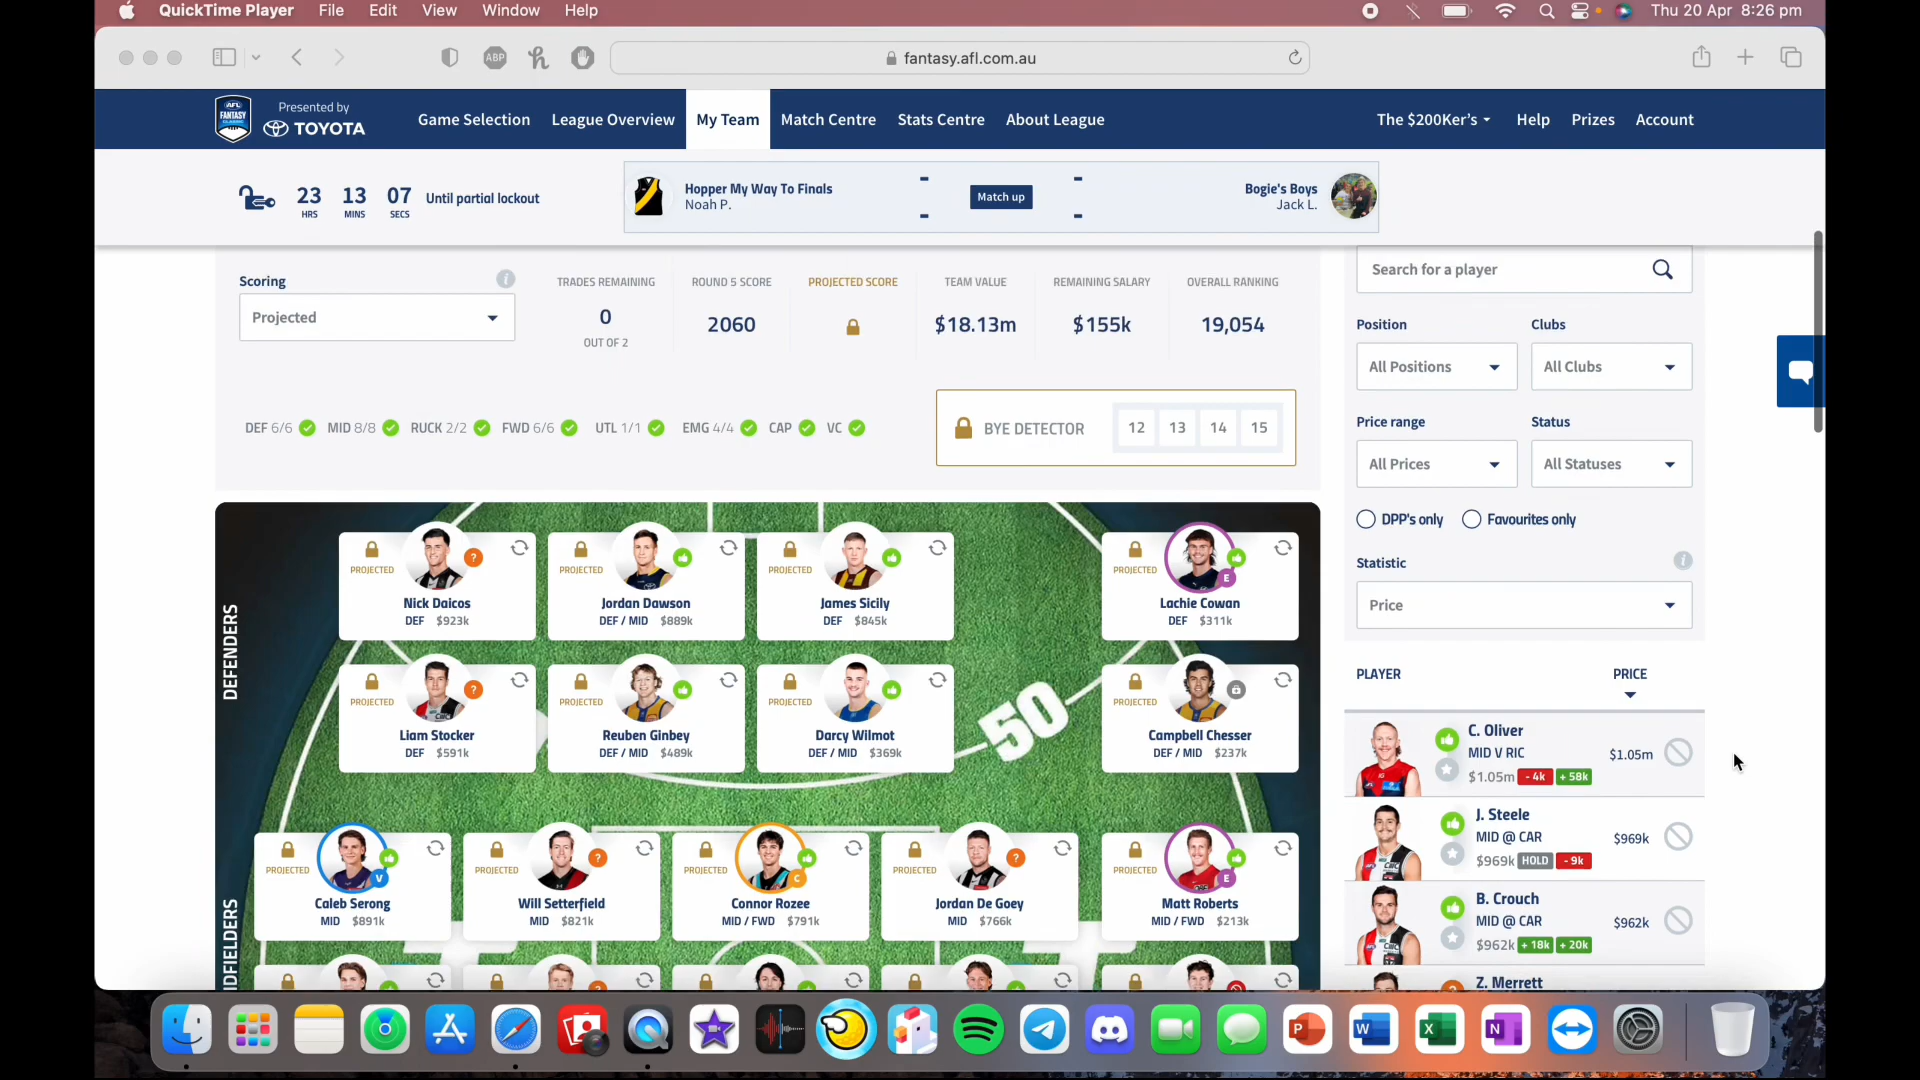 QuickTime Player File Edit View Window Help Thu 20 Apr 8:26 pm
ABP fantasy.afl.com.au
AFL FANTASY CLASSIC Presented by TOYOTA
Game Selection League Overview My Team Match Centre Stats Centre About League The $200Ker's Help Prizes Account
23 HRS 13 MINS 07 SECS Until partial lockout
Hopper My Way To Finals
Noah P.
- - Match up - -
Bogie's Boys
Jack L.
Scoring
Projected
TRADES REMAINING ROUND 5 SCORE PROJECTED SCORE TEAM VALUE REMAINING SALARY OVERALL RANKING
0 2060 $18.13m $155k 19,054
OUT OF 2
DEF 6/6 MID 8/8 RUCK 2/2 FWD 6/6 UTL 1/1 EMG 4/4 CAP VC
BYE DETECTOR 12 13 14 15
Search for a player
Position Clubs
All Positions All Clubs
Price range Status
All Prices All Statuses
DPP's only Favourites only
Statistic
Price
PLAYER PRICE
C. Oliver
MID V RIC $1.05m
$1.05m - 4k + 58k
J. Steele
MID @ CAR $969k
$969k HOLD - 9k
B. Crouch
MID @ CAR $962k
$962k + 18k + 20k
Z. Merrett
DEFENDERS
50
PROJECTED ? PROJECTED PROJECTED PROJECTED E
Nick Daicos Jordan Dawson James Sicily Lachie Cowan
DEF $923k DEF / MID $889k DEF $845k DEF $311k
PROJECTED ? PROJECTED PROJECTED PROJECTED
Liam Stocker Reuben Ginbey Darcy Wilmot Campbell Chesser
DEF $591k DEF / MID $489k DEF / MID $369k DEF / MID $237k
IDFIELDERS
PROJECTED V PROJECTED ? PROJECTED C PROJECTED ? PROJECTED E
Caleb Serong Will Setterfield Connor Rozee Jordan De Goey Matt Roberts
MID $891k MID $821k MID / FWD $791k MID $766k MID / FWD $213k
P W X N